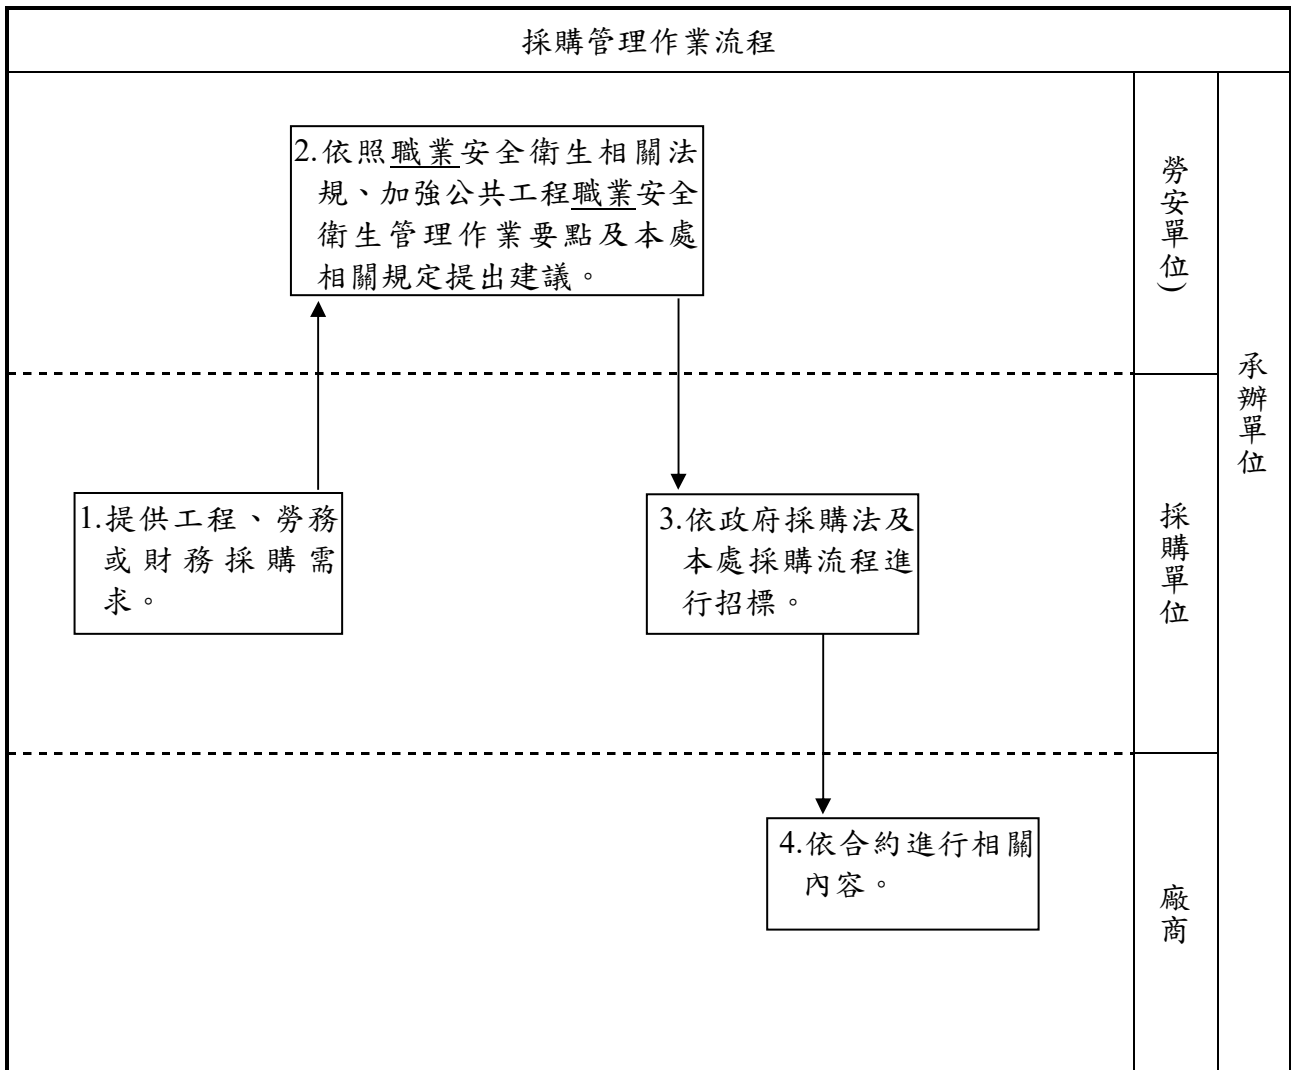 採購管理作業流程
2.依照職業安全衛生相關法
規、加強公共工程職業安全
衛生管理作業要點及本處
相關規定提出建議。
勞安單位)
承辦單位
1.提供工程、勞務
或財務採購需
求。
3.依政府採購法及
本處採購流程進
行招標。
採購單位
4.依合約進行相關
內容。
廠商